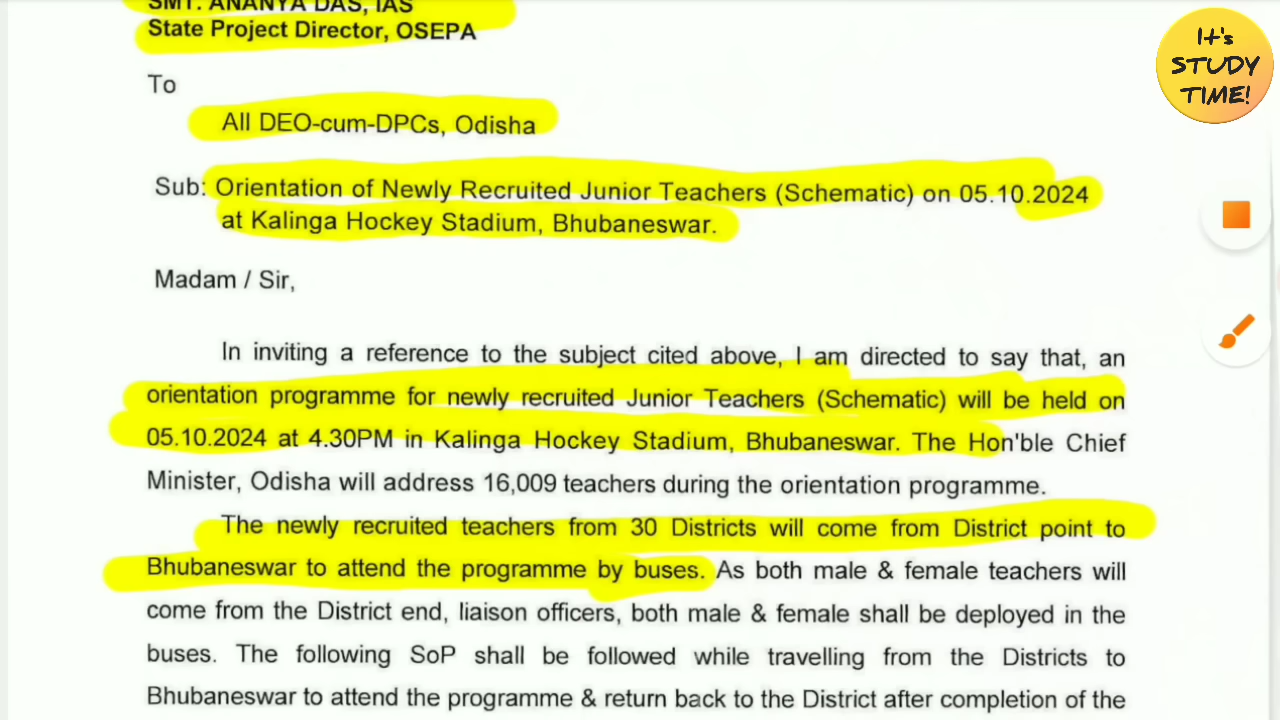 SMT. ANANYA DAS, IAS
State Project Director, OSEPA
It's
STUDY
TIME!
To
All DEO-cum-DPCs, Odisha
Sub: Orientation of Newly Recruited Junior Teachers (Schematic) on 05.10.2024
at Kalinga Hockey Stadium, Bhubaneswar.
Madam / Sir,
In inviting a reference to the subject cited above, I am directed to say that, an
orientation programme for newly recruited Junior Teachers (Schematic) will be held on
05.10.2024 at 4.30PM in Kalinga Hockey Stadium, Bhubaneswar. The Hon'ble Chief
Minister, Odisha will address 16,009 teachers during the orientation programme.
The newly recruited teachers from 30 Districts will come from District point to
Bhubaneswar to attend the programme by buses. As both male & female teachers will
come from the District end, liaison officers, both male & female shall be deployed in the
buses. The following SoP shall be followed while travelling from the Districts to
Bhubaneswar to attend the programme & return back to the District after completion of the